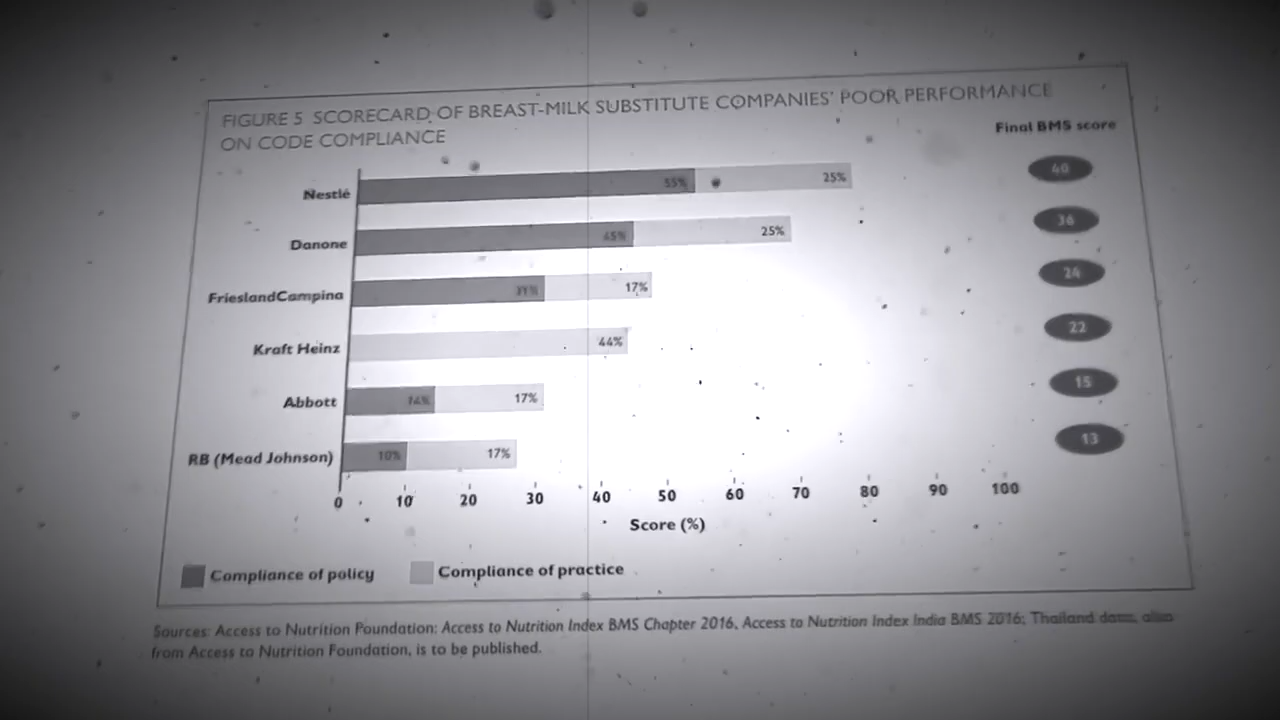 FIGURE 5 SCORECARD OF BREAST-MILK SUBSTITUTE COMPANIES' POOR PERFORMANCE
ON CODE COMPLIANCE
Final BMS score
Nestlé 55% 25% 40
Danone 45% 25% 36
FrieslandCampina 31% 17% 24
Kraft Heinz 44% 22
Abbott 14% 17% 15
RB (Mead Johnson) 10% 17% 13
0 10 20 30 40 50 60 70 80 90 100
Score (%)
Compliance of policy Compliance of practice
Sources: Access to Nutrition Foundation: Access to Nutrition Index BMS Chapter 2016, Access to Nutrition Index India BMS 2016; Thailand
from Access to Nutrition Foundation, is to be published.